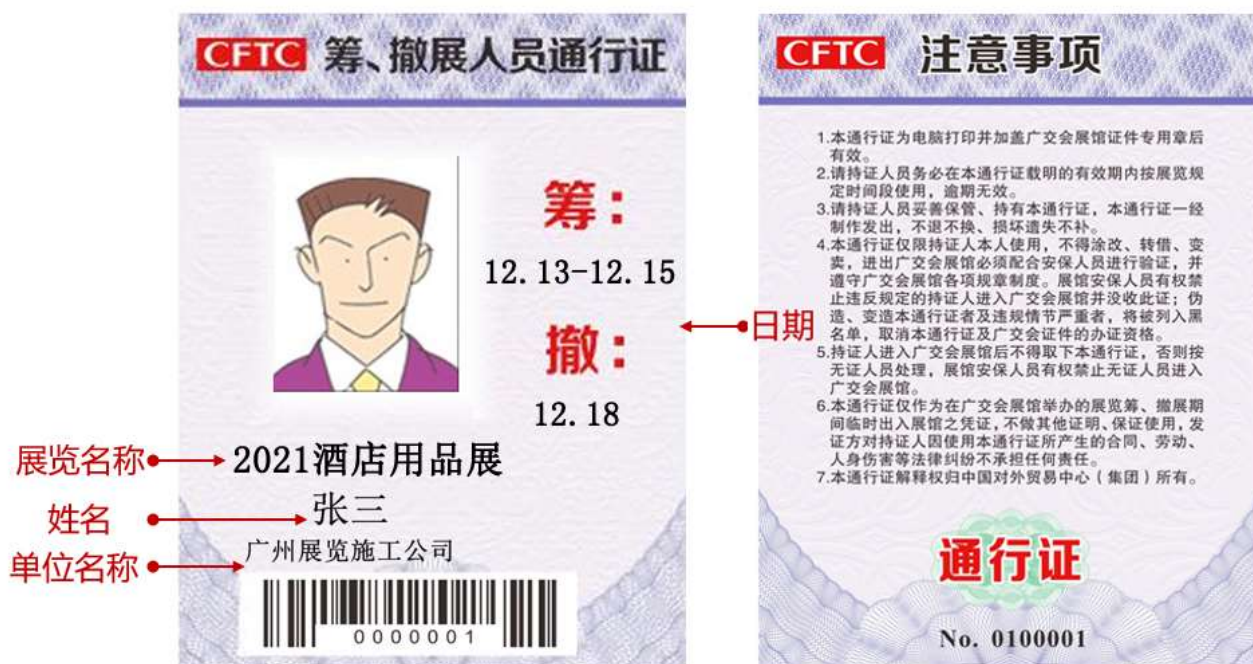 CFTC 筹、撤展人员通行证
筹：
12.13-12.15
撤：
12.18
日期
展览名称
2021酒店用品展
姓名
张三
单位名称
广州展览施工公司
0000001
CFTC 注意事项
1.本通行证为电脑打印并加盖广交会展馆证件专用章后
有效。
2.请持证人员务必在本通行证载明的有效期内按展览规
定时间段使用，逾期无效。
3.请持证人员妥善保管、持有本通行证，本通行证一经
制作发出，不退不换、损坏遗失不补。
4.本通行证仅限持证人本人使用，不得涂改、转借、变
卖，进出广交会展馆必须配合安保人员进行验证，并
遵守广交会展馆各项规章制度。展馆安保人员有权禁
止违反规定的持证人进入广交会展馆并没收此证；伪
造、变造本通行证者及违规情节严重者，将被列入黑
名单，取消本通行证及广交会证件的办证资格。
5.持证人进入广交会展馆后不得取下本通行证，否则按
无证人员处理，展馆安保人员有权禁止无证人员进入
广交会展馆。
6.本通行证仅作为在广交会展馆举办的展览筹、撤展期
间临时出入展馆之凭证，不做其他证明、保证使用，发
证方对持证人因使用本通行证所产生的合同、劳动、
人身伤害等法律纠纷不承担任何责任。
7.本通行证解释权归中国对外贸易中心（集团）所有。
通行证
No. 0100001